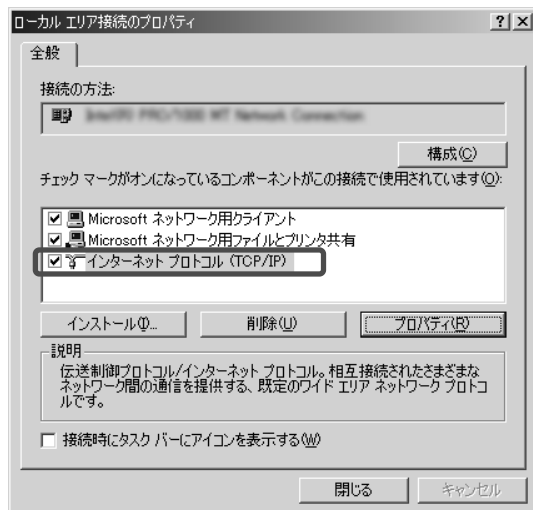 ローカル エリア接続のプロパティ
全般
接続の方法:
構成(C)
チェック マークがオンになっているコンポーネントがこの接続で使用されています(O):
Microsoft ネットワーク用クライアント
Microsoft ネットワーク用ファイルとプリンタ共有
インターネット プロトコル (TCP/IP)
インストール(I)... 削除(U) プロパティ(R)
説明
伝送制御プロトコル/インターネット プロトコル。相互接続されたさまざまな
ネットワーク間の通信を提供する、既定のワイド エリア ネットワーク プロトコ
ルです。
接続時にタスク バーにアイコンを表示する(W)
閉じる キャンセル